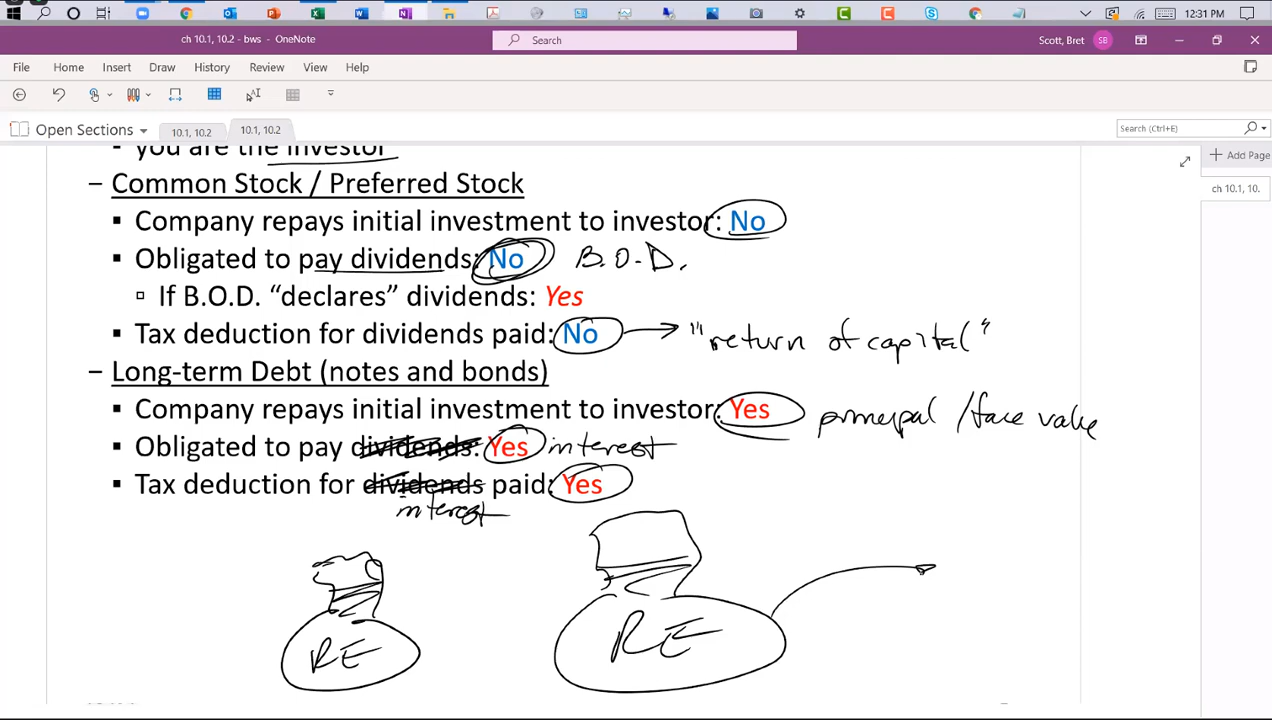 12:31 PM
ch 10.1, 10.2 - bws - OneNote
Search
Scott, Bret
SB
File Home Insert Draw History Review View Help
Open Sections
10.1, 10.2
10.1, 10.2
Search (Ctrl+E)
Add Page
ch 10.1, 10.
▪ you are the investor
– Common Stock / Preferred Stock
▪ Company repays initial investment to investor: No
▪ Obligated to pay dividends: No B.O.D.
▫ If B.O.D. “declares” dividends: Yes
▪ Tax deduction for dividends paid: No "return of capital"
– Long-term Debt (notes and bonds)
▪ Company repays initial investment to investor: Yes principal / face value
▪ Obligated to pay dividends: Yes interest
▪ Tax deduction for dividends paid: Yes
interest
RE
RE